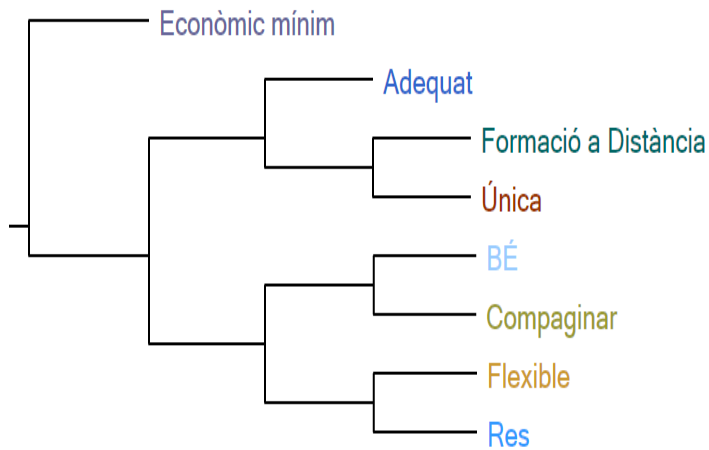 Econòmic mínim
Adequat
Formació a Distància
Única
BÉ
Compaginar
Flexible
Res